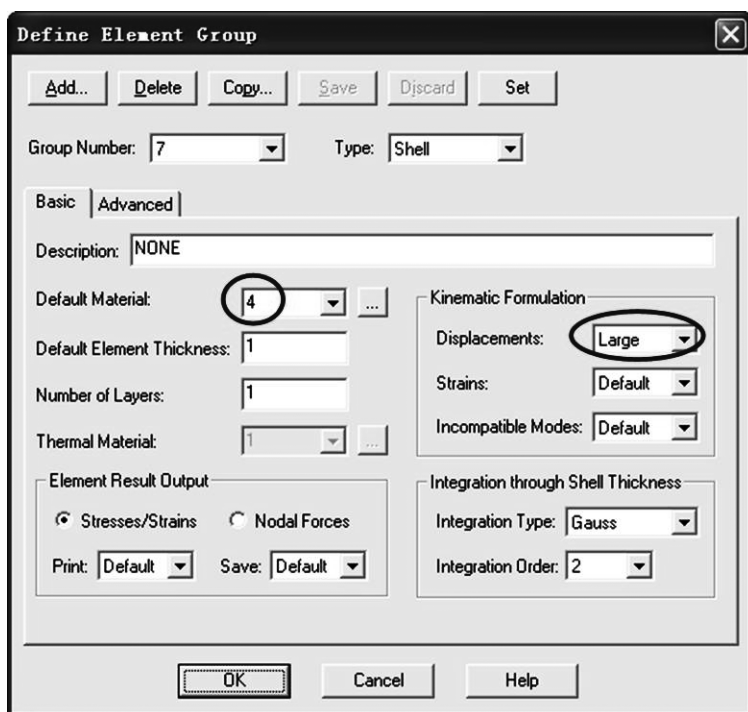 Define Element Group
Add... Delete Copy... Save Discard Set
Group Number: 7 Type: Shell
Basic Advanced
Description: NONE
Default Material: 4 ...
Default Element Thickness: 1
Number of Layers: 1
Thermal Material: 1 ...
Kinematic Formulation
Displacements: Large
Strains: Default
Incompatible Modes: Default
Element Result Output
Stresses/Strains Nodal Forces
Print: Default Save: Default
Integration through Shell Thickness
Integration Type: Gauss
Integration Order: 2
OK Cancel Help